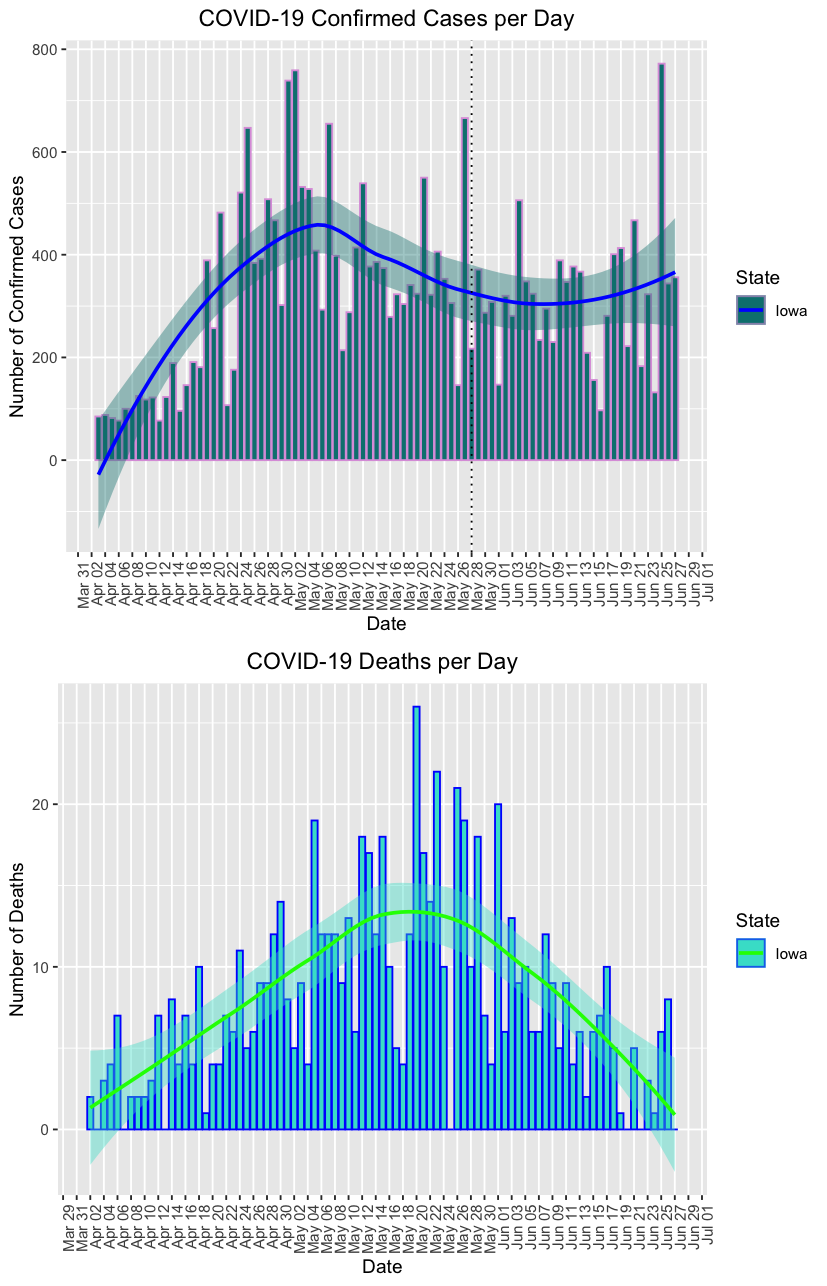 COVID-19 Confirmed Cases per Day
Number of Confirmed Cases
800
600
400
200
0
Mar 31
Apr 02
Apr 04
Apr 06
Apr 08
Apr 10
Apr 12
Apr 14
Apr 16
Apr 18
Apr 20
Apr 22
Apr 24
Apr 26
Apr 28
Apr 30
May 02
May 04
May 06
May 08
May 10
May 12
May 14
May 16
May 18
May 20
May 22
May 24
May 26
May 28
May 30
Jun 01
Jun 03
Jun 05
Jun 07
Jun 09
Jun 11
Jun 13
Jun 15
Jun 17
Jun 19
Jun 21
Jun 23
Jun 25
Jun 27
Jun 29
Jul 01
Date
State
Iowa
COVID-19 Deaths per Day
Number of Deaths
20
10
0
Mar 29
Mar 31
Apr 02
Apr 04
Apr 06
Apr 08
Apr 10
Apr 12
Apr 14
Apr 16
Apr 18
Apr 20
Apr 22
Apr 24
Apr 26
Apr 28
Apr 30
May 02
May 04
May 06
May 08
May 10
May 12
May 14
May 16
May 18
May 20
May 22
May 24
May 26
May 28
May 30
Jun 01
Jun 03
Jun 05
Jun 07
Jun 09
Jun 11
Jun 13
Jun 15
Jun 17
Jun 19
Jun 21
Jun 23
Jun 25
Jun 27
Jun 29
Jul 01
Date
State
Iowa